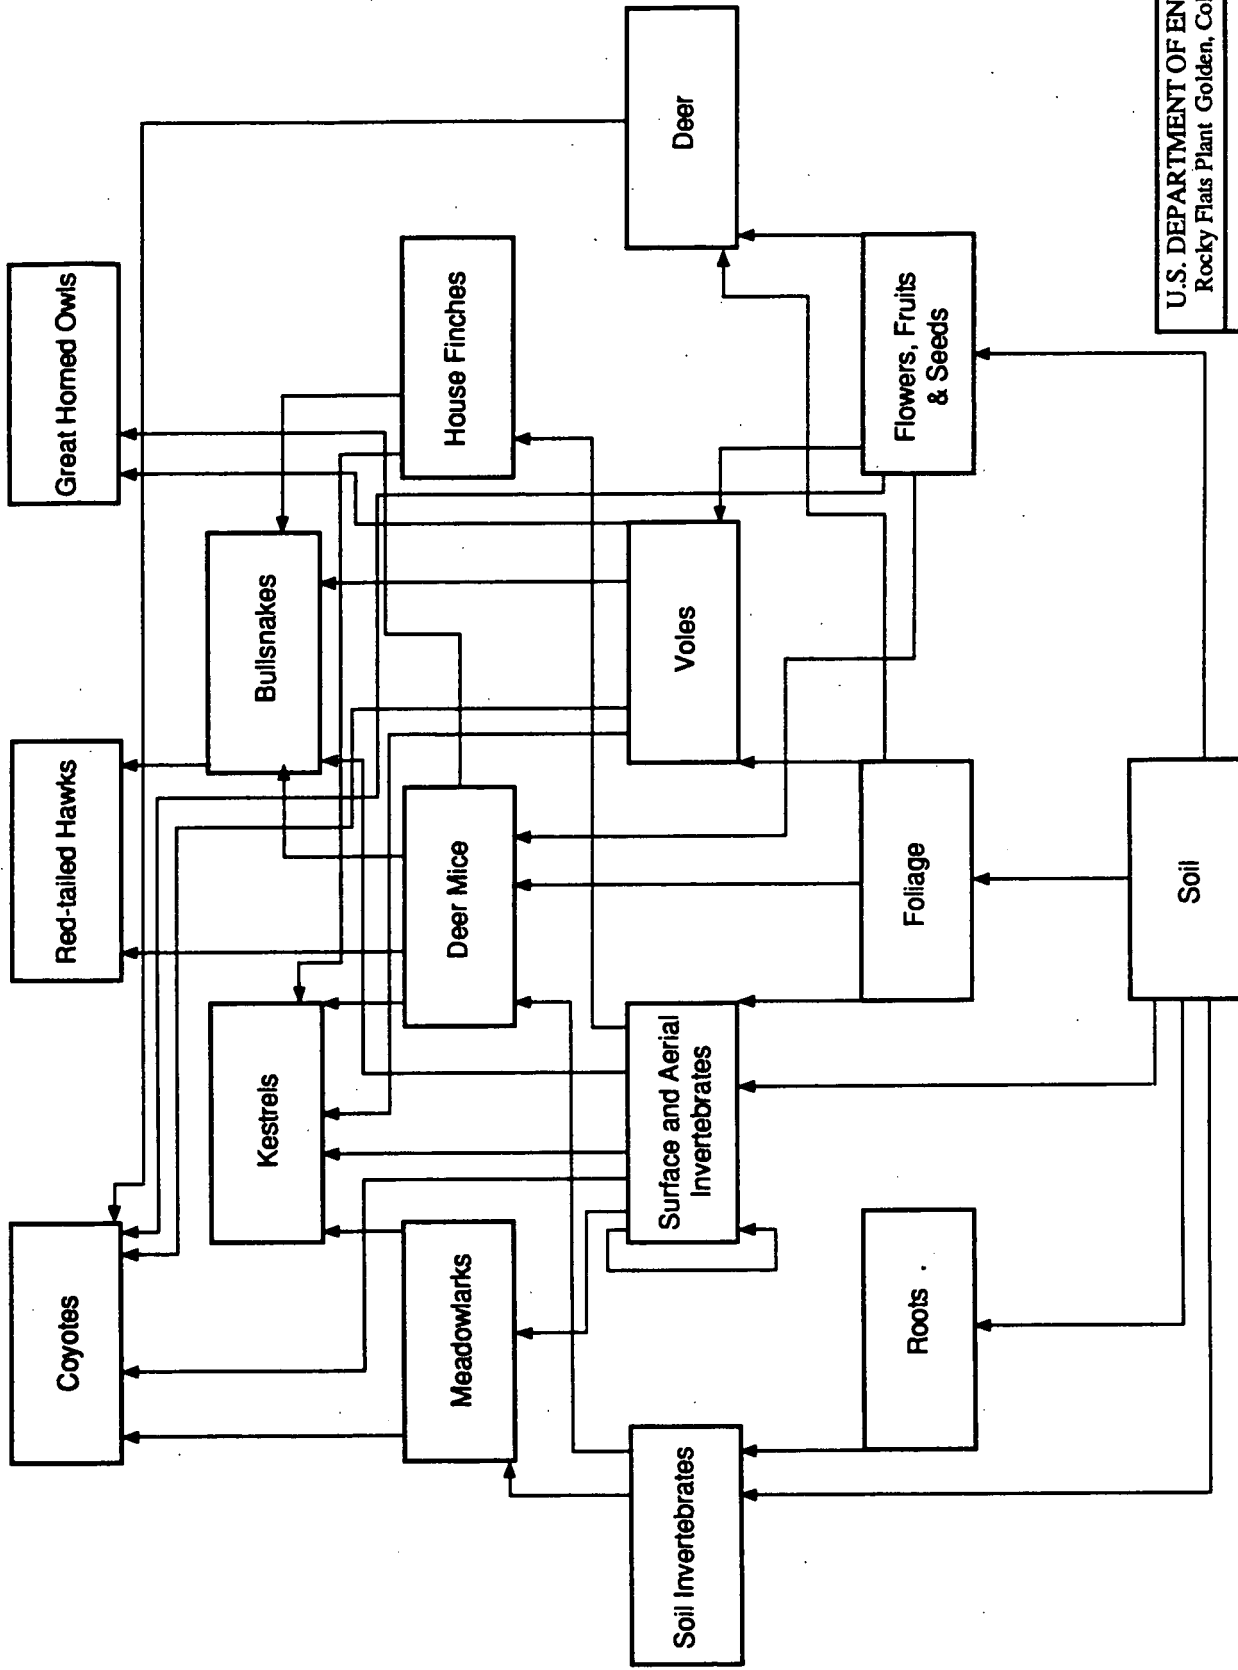 Coyotes
Red-tailed Hawks
Great Horned Owls
Kestrels
Bullsnakes
Meadowlarks
Deer Mice
House Finches
Soil Invertebrates
Surface and Aerial
Invertebrates
Voles
Deer
Roots
Foliage
Flowers, Fruits
& Seeds
Soil
U.S. DEPARTMENT OF EN
Rocky Flats Plant Golden, Col